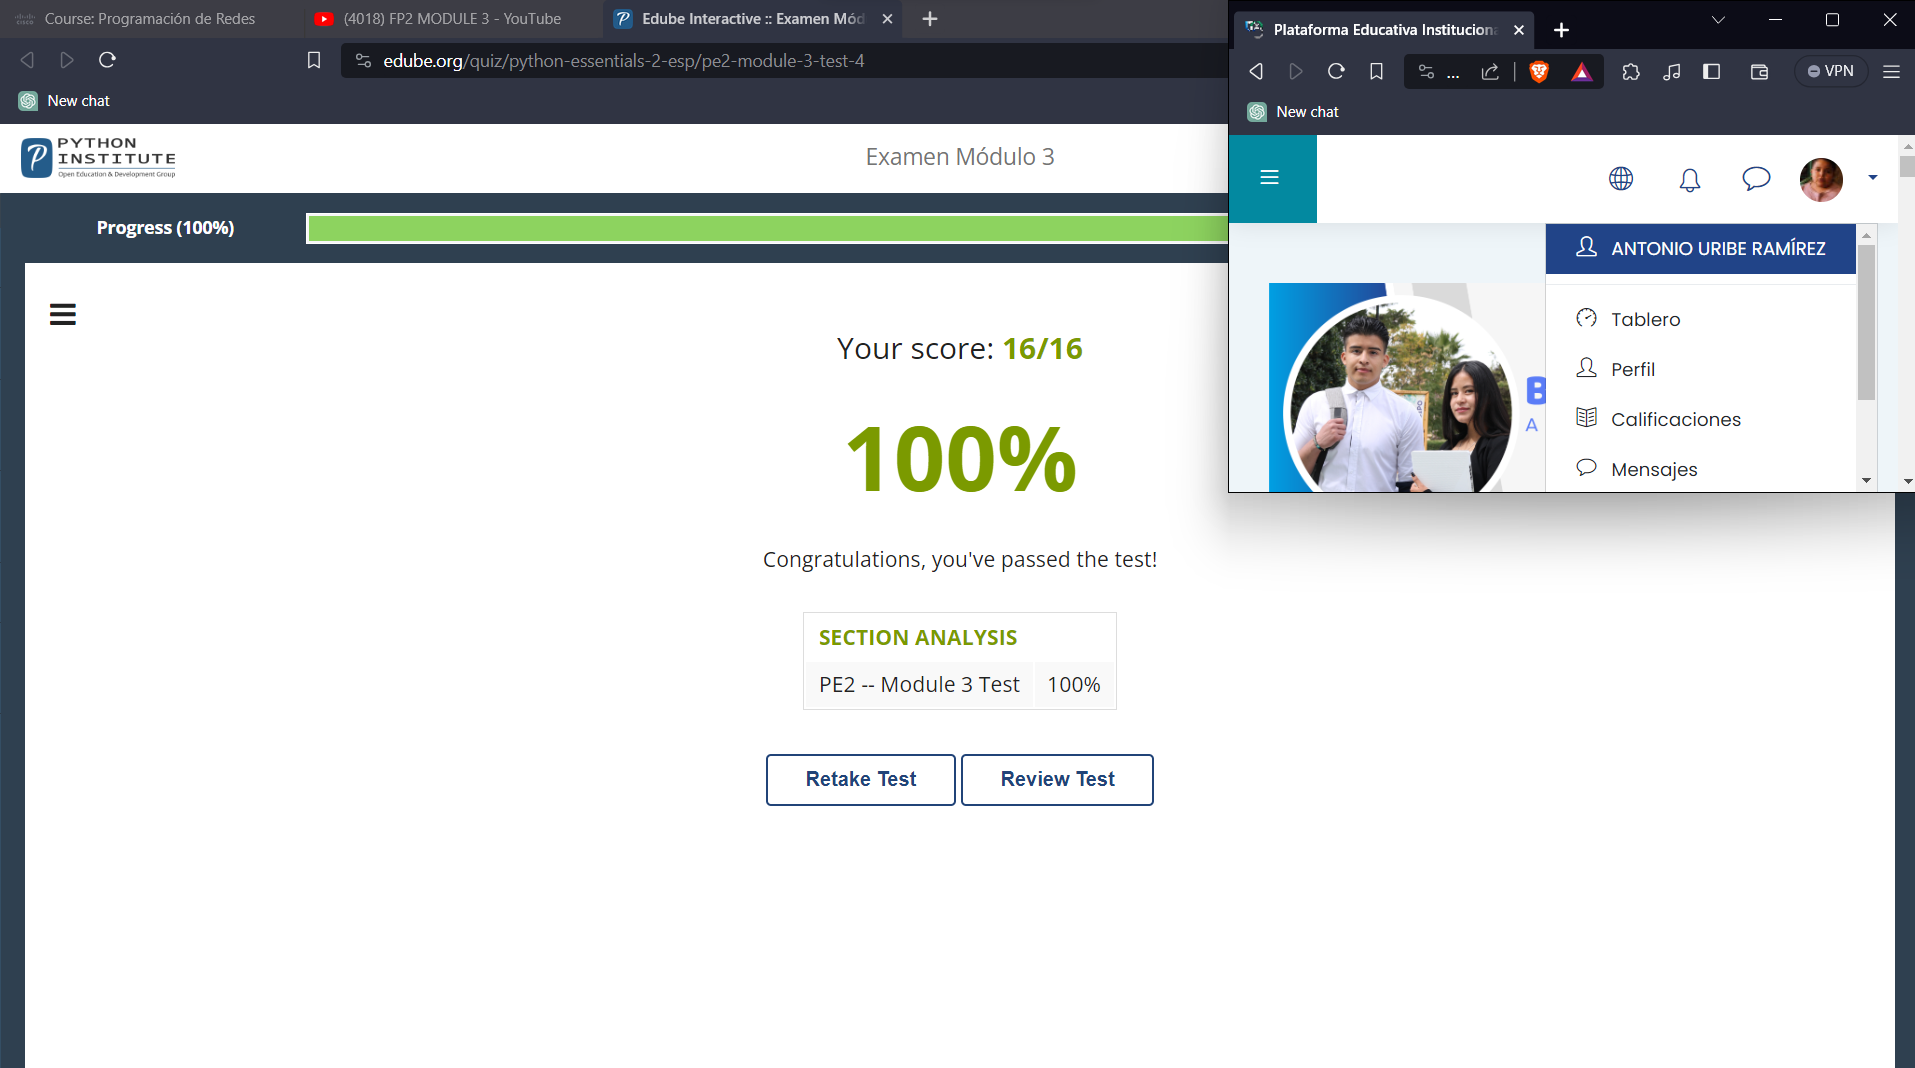 Course: Programación de Redes
(4018) FP2 MODULE 3 - YouTube
Edube Interactive :: Examen Mód
edube.org/quiz/python-essentials-2-esp/pe2-module-3-test-4
New chat
PYTHON
INSTITUTE
Open Education & Development Group
Examen Módulo 3
Progress (100%)
Your score: 16/16
100%
Congratulations, you've passed the test!
SECTION ANALYSIS
PE2 -- Module 3 Test 100%
Retake Test
Review Test
Plataforma Educativa Instituciona
...
VPN
New chat
ANTONIO URIBE RAMÍREZ
Tablero
Perfil
Calificaciones
Mensajes
B
A